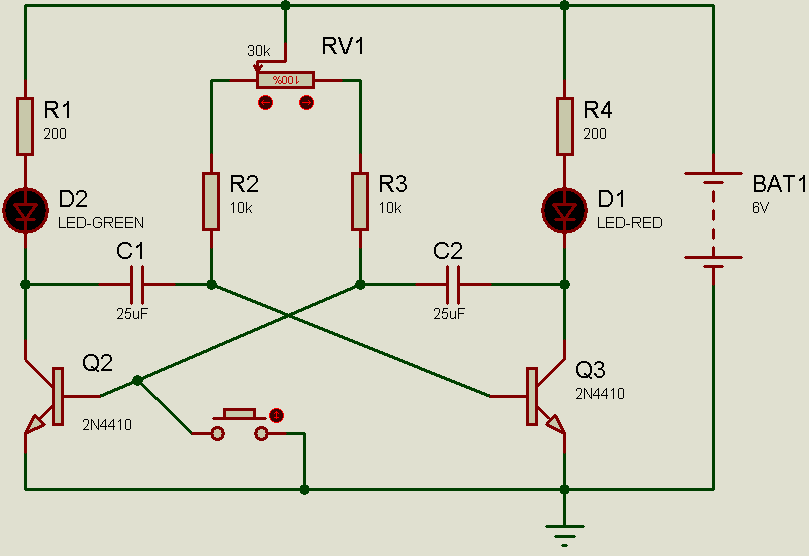 30k
RV1
100%
R1
200
R2
10k
R3
10k
R4
200
D2
LED-GREEN
D1
LED-RED
BAT1
6V
C1
25uF
C2
25uF
Q2
2N4410
Q3
2N4410